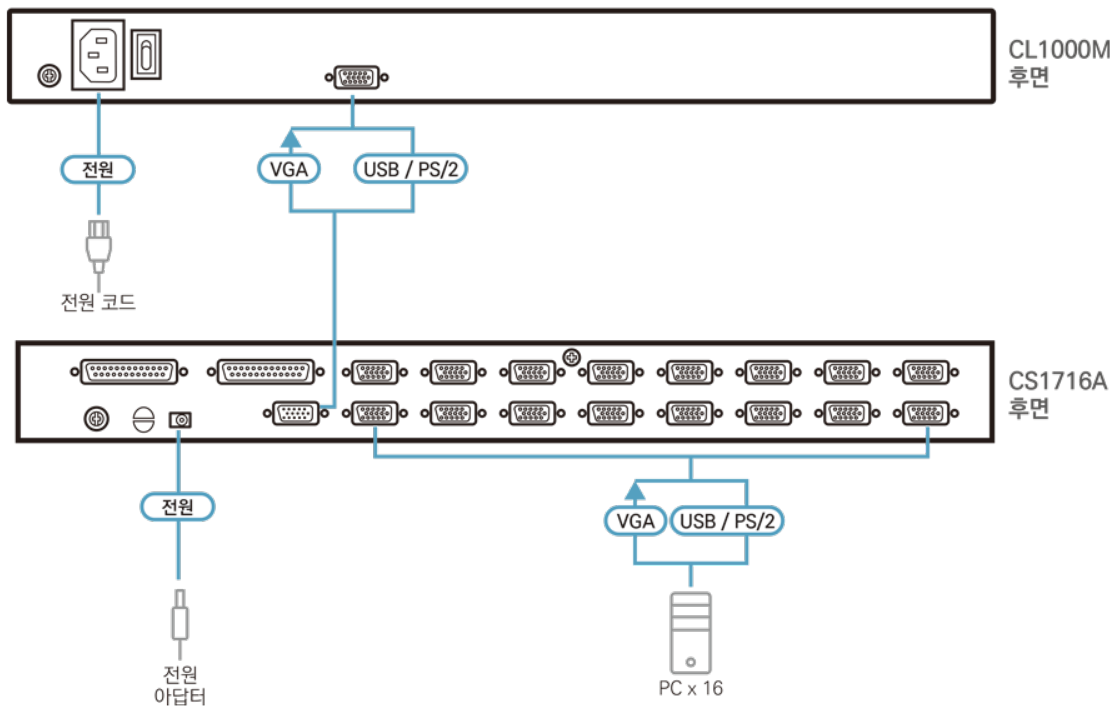 CL1000M
후면
전원
VGA
USB / PS/2
전원 코드
CS1716A
후면
전원
VGA
USB / PS/2
전원
아답터
PC x 16